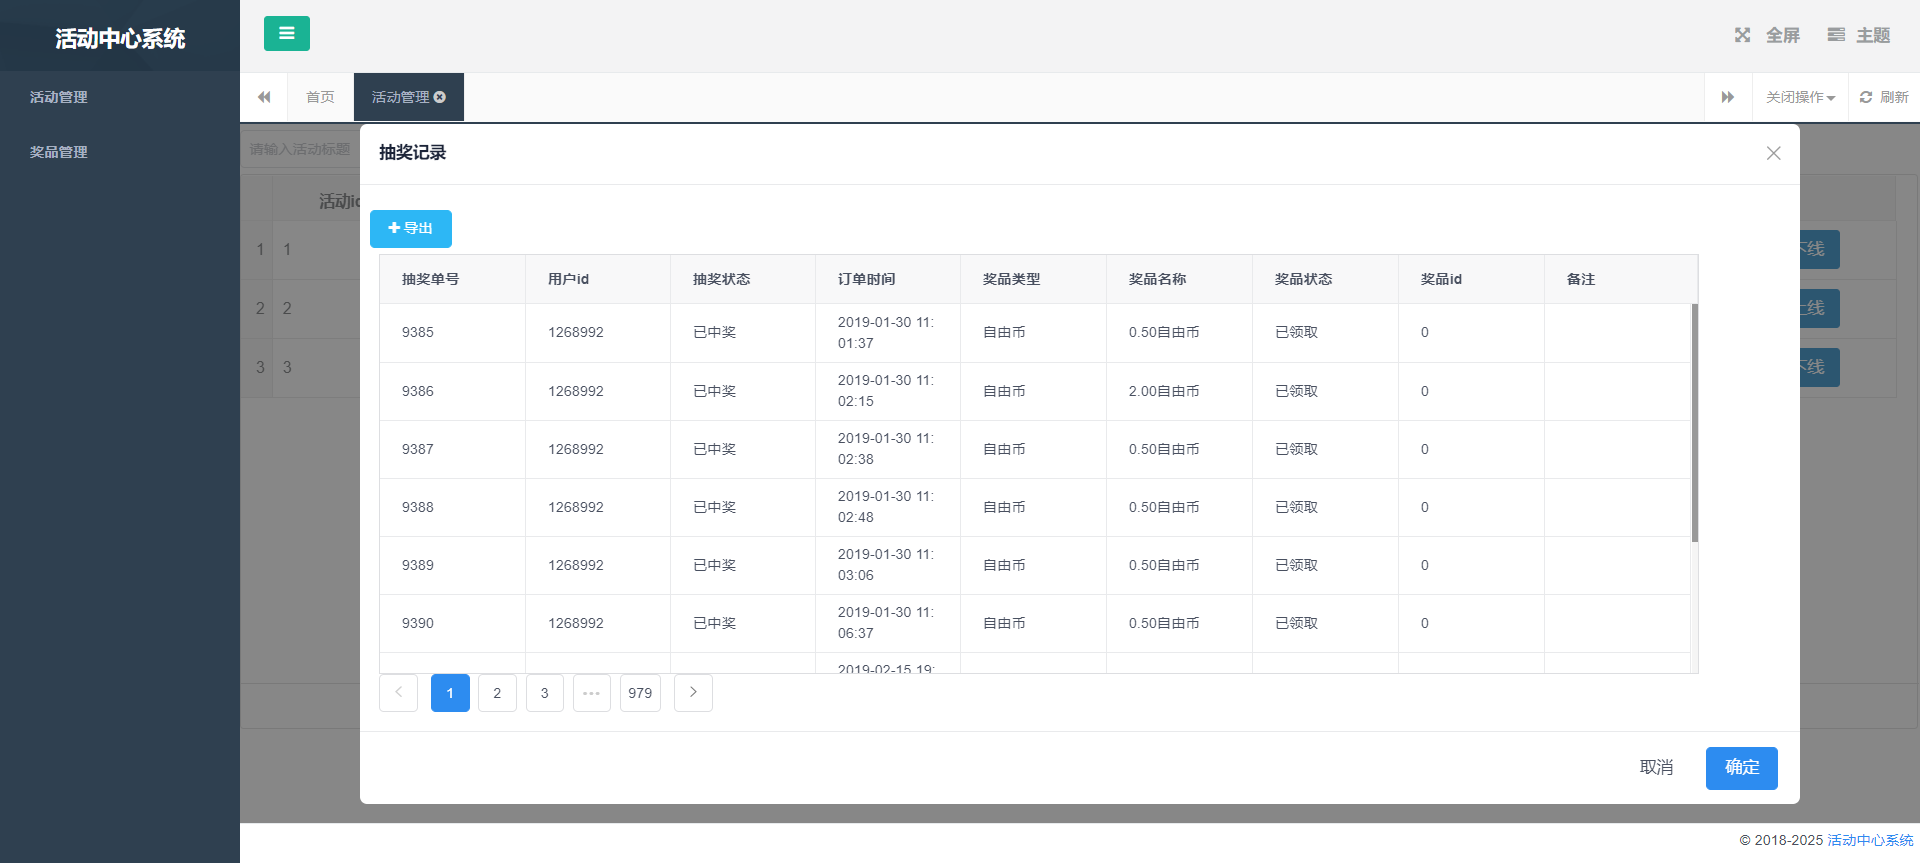 活动中心系统
全屏
主题
活动管理
奖品管理
首页
活动管理
关闭操作
刷新
请输入活动标题
活动id
1 1
2 2
3 3
下线
上线
下线
抽奖记录
导出
抽奖单号 用户id 抽奖状态 订单时间 奖品类型 奖品名称 奖品状态 奖品id 备注
9385 1268992 已中奖 2019-01-30 11:01:37 自由币 0.50自由币 已领取 0
9386 1268992 已中奖 2019-01-30 11:02:15 自由币 2.00自由币 已领取 0
9387 1268992 已中奖 2019-01-30 11:02:38 自由币 0.50自由币 已领取 0
9388 1268992 已中奖 2019-01-30 11:02:48 自由币 0.50自由币 已领取 0
9389 1268992 已中奖 2019-01-30 11:03:06 自由币 0.50自由币 已领取 0
9390 1268992 已中奖 2019-01-30 11:06:37 自由币 0.50自由币 已领取 0
2019-02-15 19:
1 2 3 ••• 979
取消
确定
© 2018-2025 活动中心系统